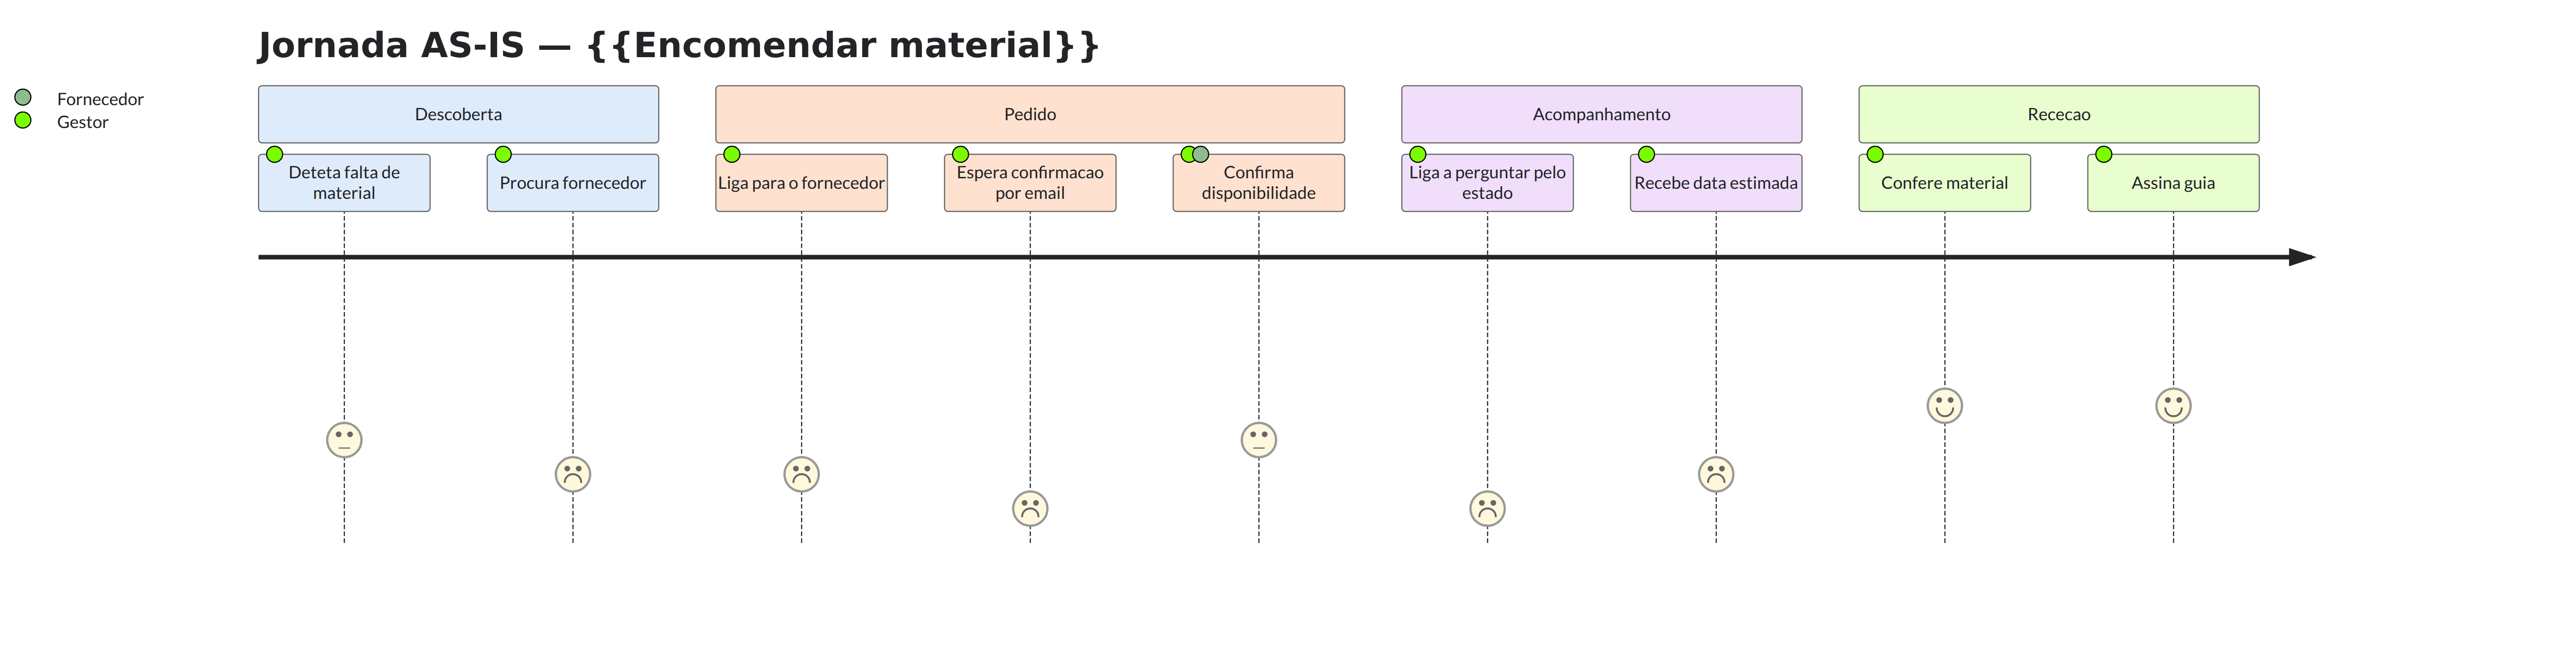 Jornada AS-IS — {{Encomendar material}}
Fornecedor
Gestor
Descoberta
Pedido
Acompanhamento
Rececao
Deteta falta de
material
Procura fornecedor
Liga para o fornecedor
Espera confirmacao
por email
Confirma
disponibilidade
Liga a perguntar pelo
estado
Recebe data estimada
Confere material
Assina guia